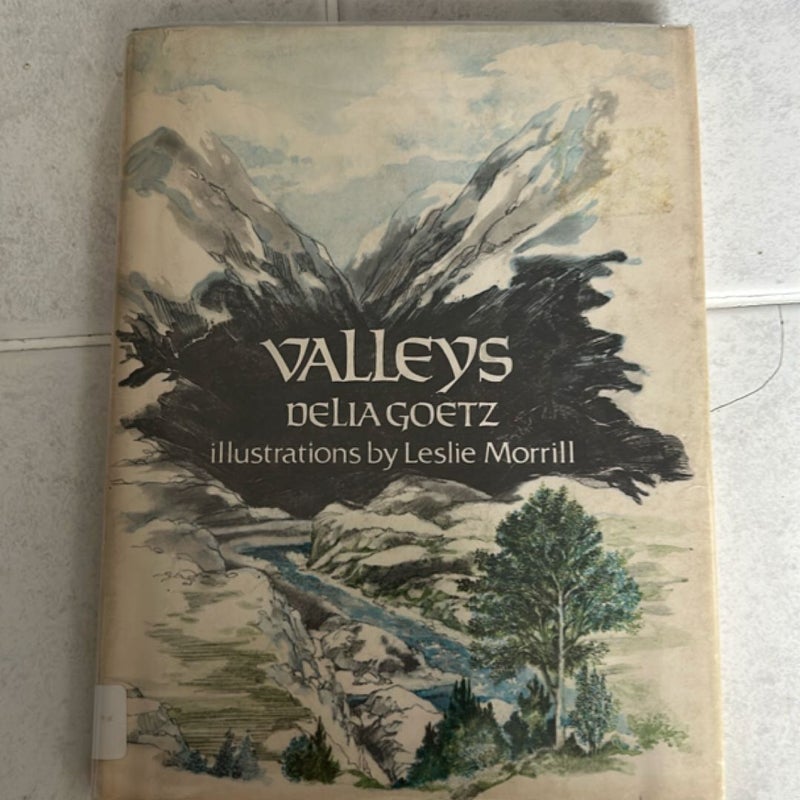 VALLEYS
DELIA GOETZ
illustrations by Leslie Morrill